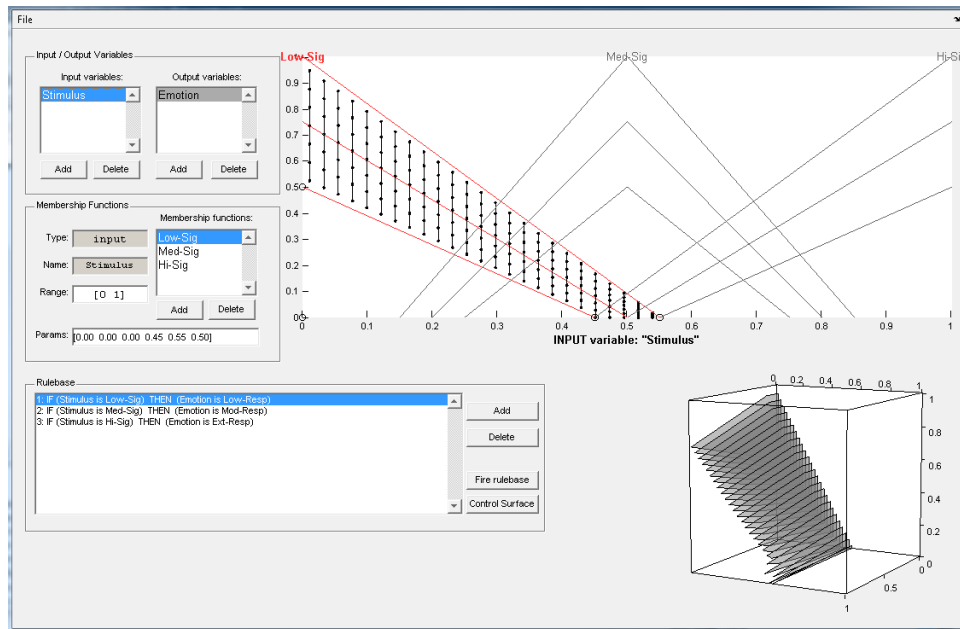 File
Input / Output Variables
Input variables:
Output variables:
Stimulus
Emotion
Add
Delete
Add
Delete
Membership Functions
Membership functions:
Type:
input
Low-Sig
Med-Sig
Hi-Sig
Name:
Stimulus
Range:
[0 1]
Add
Delete
Params:
[0.00 0.00 0.00 0.45 0.55 0.50]
Low-Sig
Med-Sig
Hi-Si
0.9
0.8
0.7
0.6
0.5
0.4
0.3
0.2
0.1
0
0 0.1 0.2 0.3 0.4 0.5 0.6 0.7 0.8 0.9 1
INPUT variable: "Stimulus"
Rulebase
1: IF (Stimulus is Low-Sig) THEN (Emotion is Low-Resp)
2: IF (Stimulus is Med-Sig) THEN (Emotion is Mod-Resp)
3: IF (Stimulus is Hi-Sig) THEN (Emotion is Ext-Resp)
Add
Delete
Fire rulebase
Control Surface
0 0.2 0.4 0.6 0.8 1
1
0.8
0.6
0.4
0.2
0
0
0.5
1